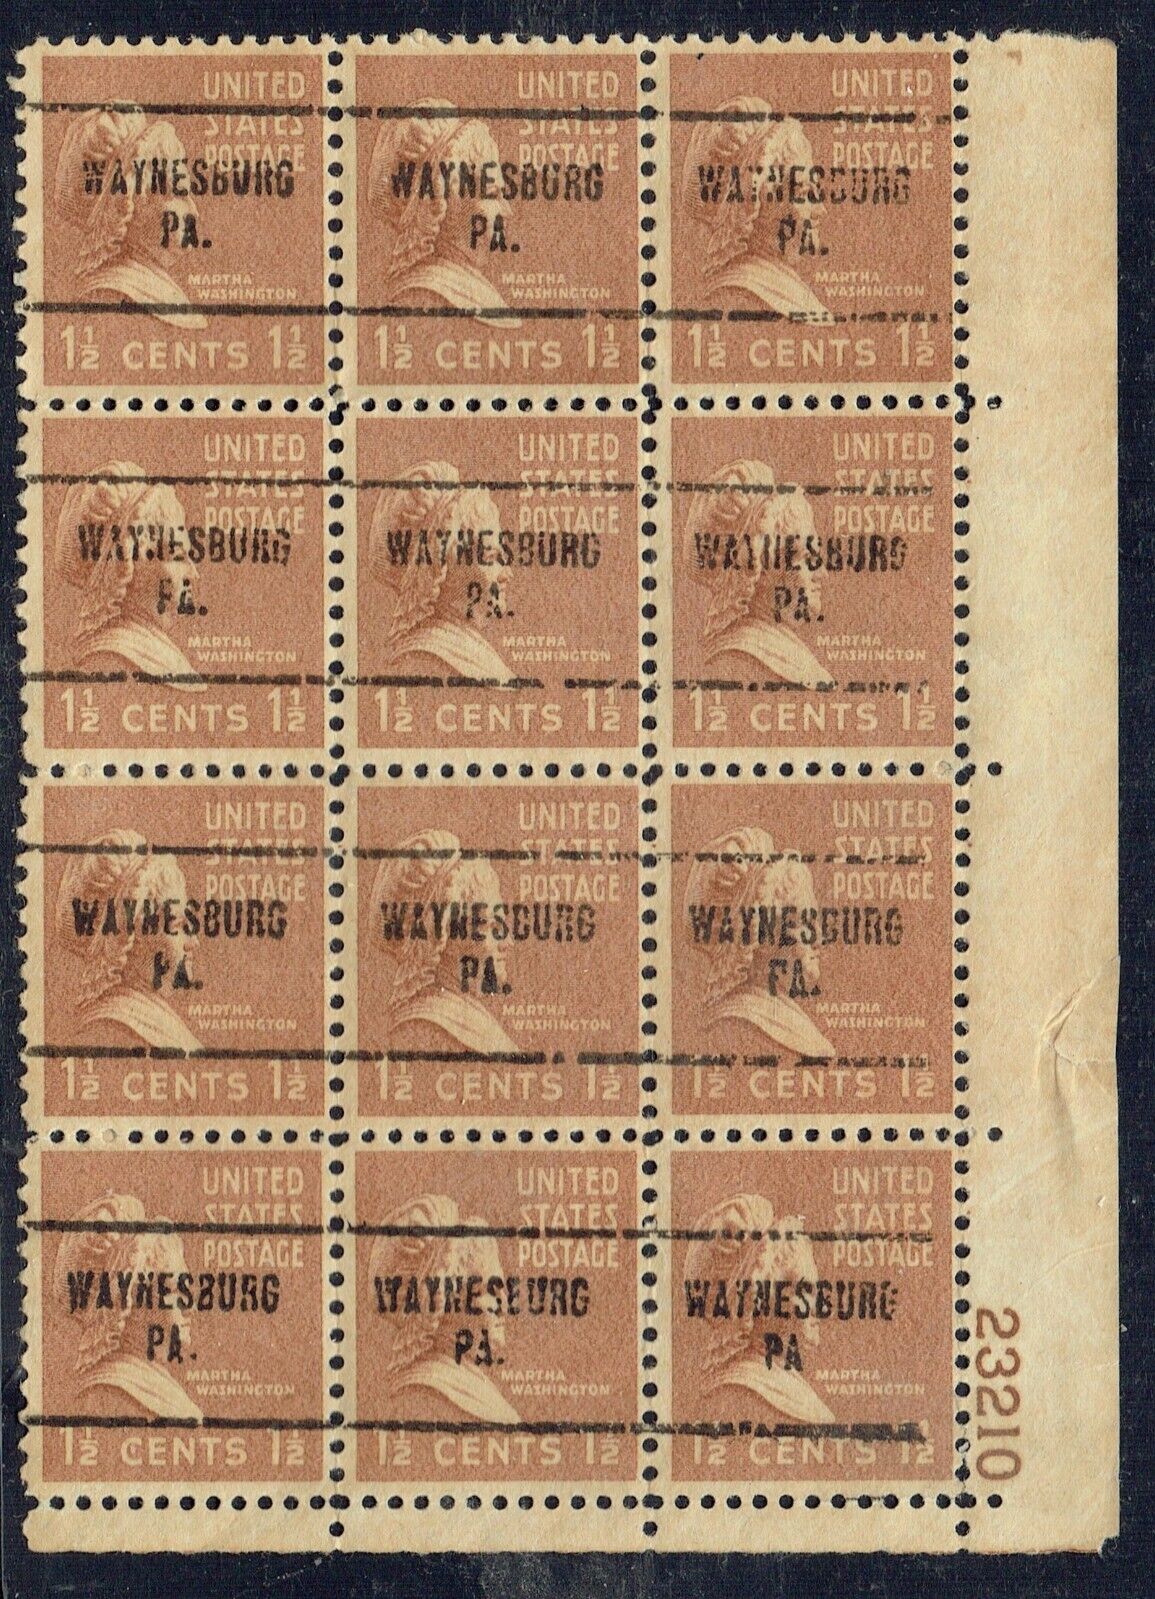 UNITED UNITED UNITED
STATES STATES STATES
POSTAGE POSTAGE POSTAGE
WAYNESBURG WAYNESBURG WAYNESBURG
PA. PA. PA.
MARTHA MARTHA MARTHA
WASHINGTON WASHINGTON WASHINGTON
1½ CENTS 1½ 1½ CENTS 1½ 1½ CENTS 1½
UNITED UNITED UNITED
STATES STATES STATES
POSTAGE POSTAGE POSTAGE
WAYNESBURG WAYNESBURG WAYNESBURG
PA. PA. PA.
MARTHA MARTHA MARTHA
WASHINGTON WASHINGTON WASHINGTON
1½ CENTS 1½ 1½ CENTS 1½ 1½ CENTS 1½
UNITED UNITED UNITED
STATES STATES STATES
POSTAGE POSTAGE POSTAGE
WAYNESBURG WAYNESBURG WAYNESBURG
PA. PA. PA.
MARTHA MARTHA MARTHA
WASHINGTON WASHINGTON WASHINGTON
1½ CENTS 1½ 1½ CENTS 1½ 1½ CENTS 1½
UNITED UNITED UNITED
STATES STATES STATES
POSTAGE POSTAGE POSTAGE
WAYNESBURG WAYNESBURG WAYNESBURG
PA. PA. PA
MARTHA MARTHA MARTHA
WASHINGTON WASHINGTON WASHINGTON
1½ CENTS 1½ 1½ CENTS 1½ 1½ CENTS 1½
23210